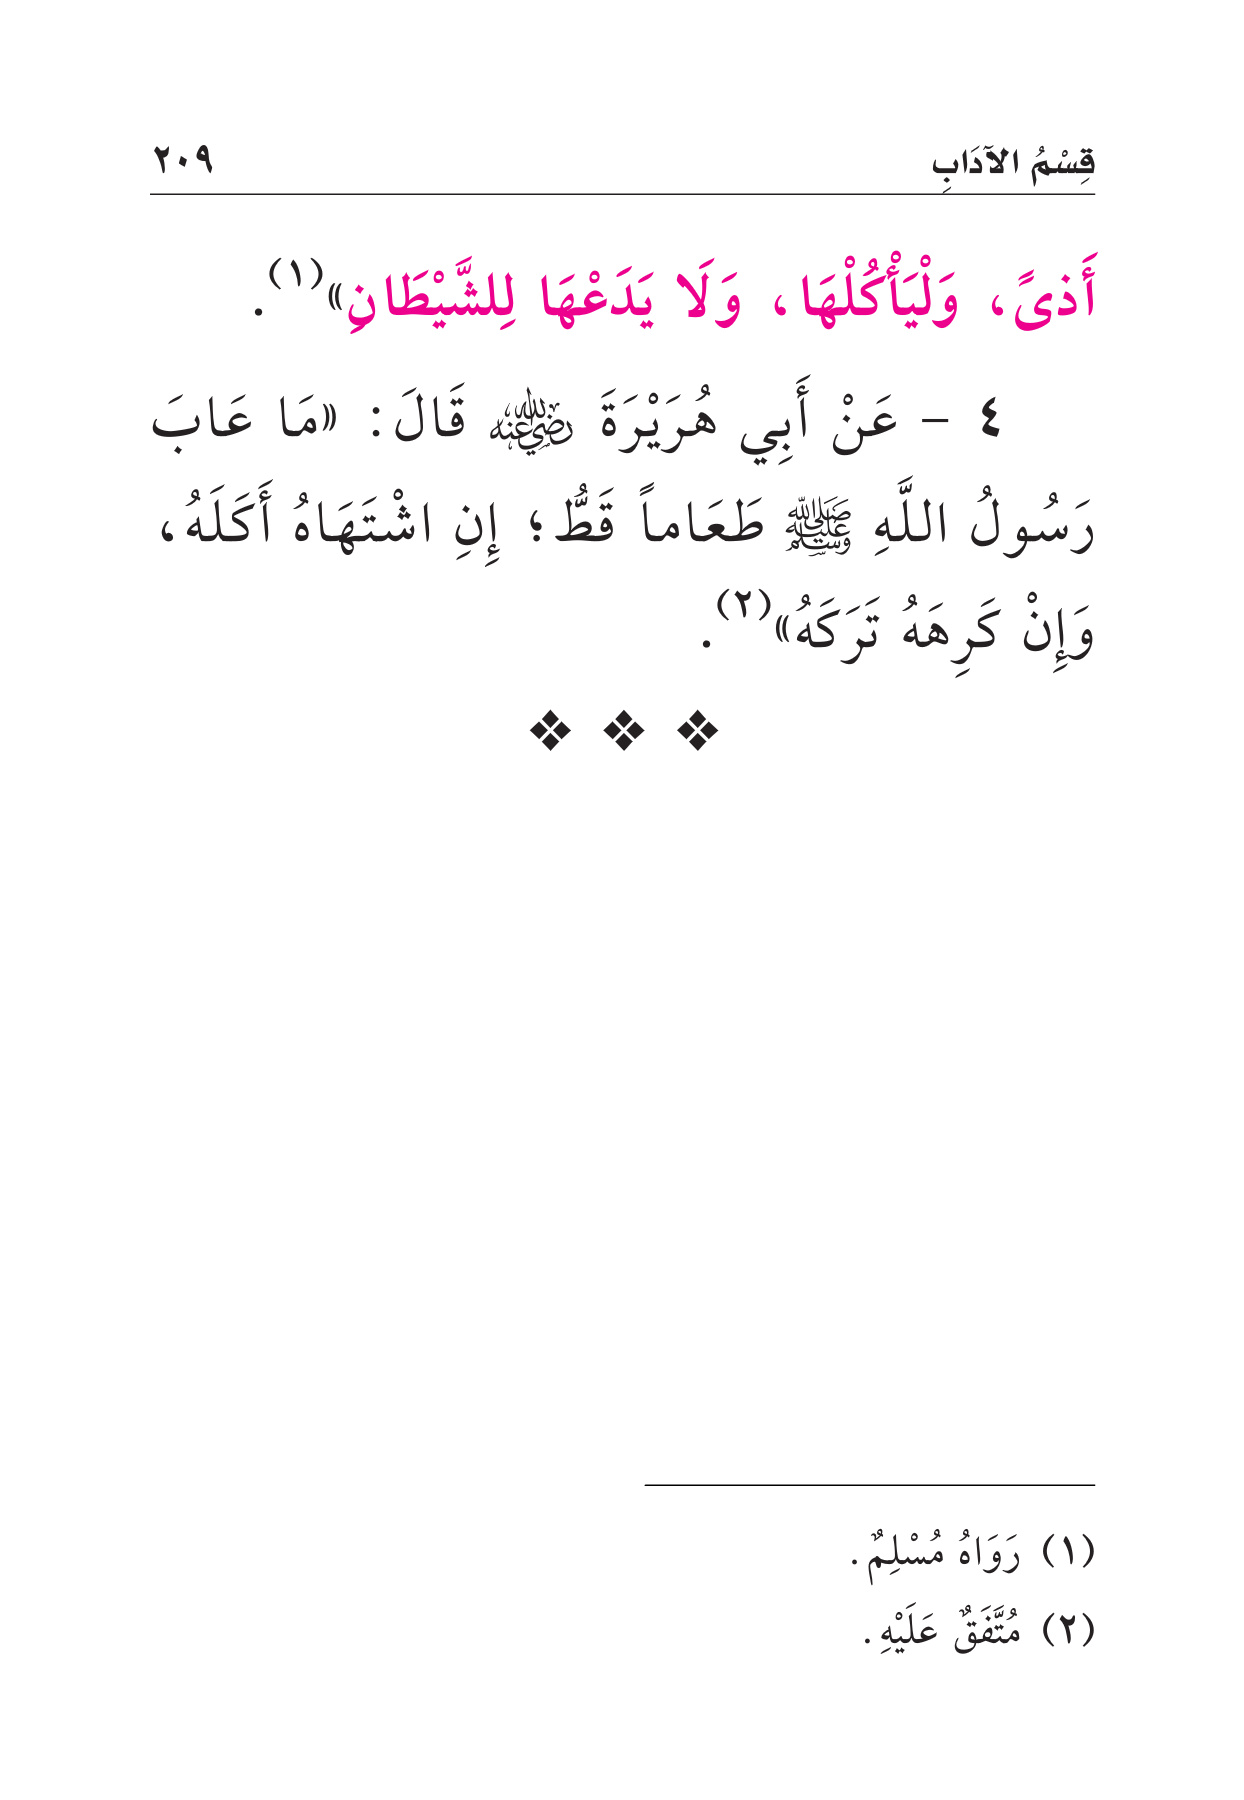 قِسْمُ الآدَابِ ٢٠٩
أَذىً، وَلْيَأْكُلْهَا، وَلَا يَدَعْهَا لِلشَّيْطَانِ»(١).
٤ - عَنْ أَبِي هُرَيْرَةَ رضي الله عنه قَالَ: «مَا عَابَ
رَسُولُ اللَّهِ ﷺ طَعَاماً قَطُّ؛ إِنِ اشْتَهَاهُ أَكَلَهُ،
وَإِنْ كَرِهَهُ تَرَكَهُ»(٢).
❖ ❖ ❖
(١) رَوَاهُ مُسْلِمٌ.
(٢) مُتَّفَقٌ عَلَيْهِ.